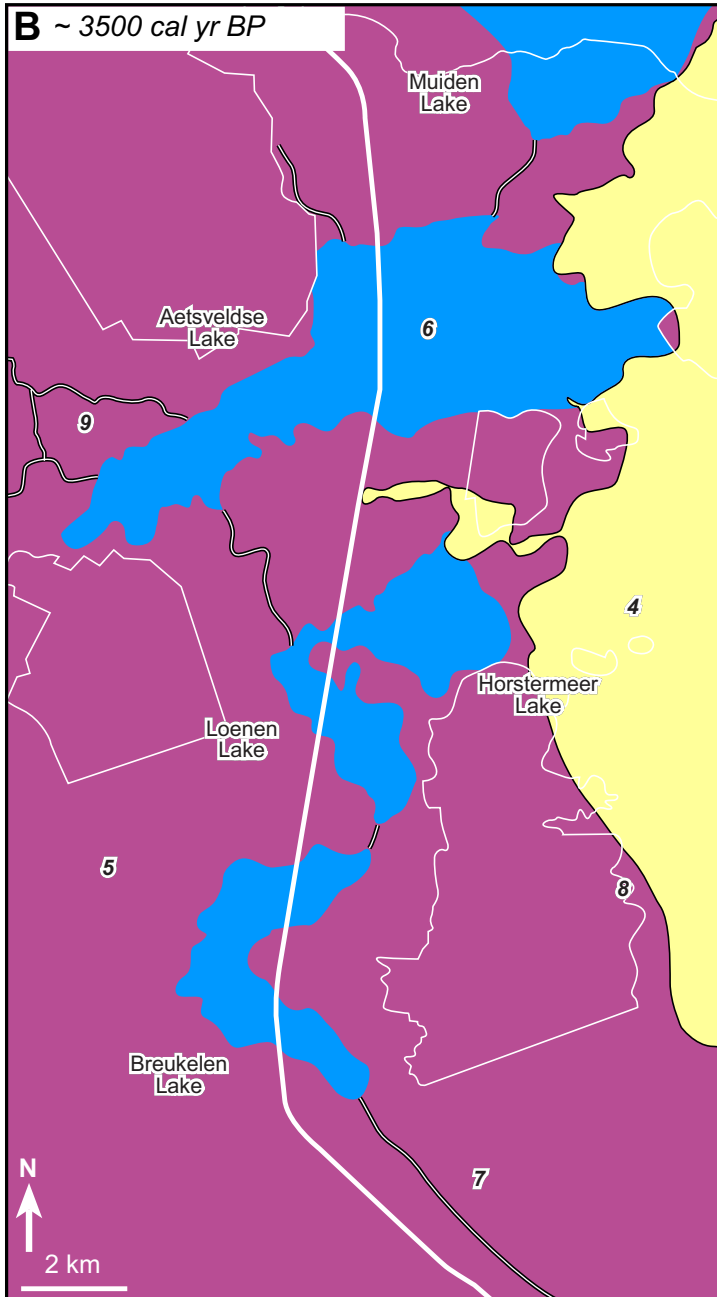 B ~ 3500 cal yr BP
Muiden
Lake
Aetsveldse
Lake
6
9
4
Horstermeer
Lake
Loenen
Lake
5
8
Breukelen
Lake
N
7
2 km